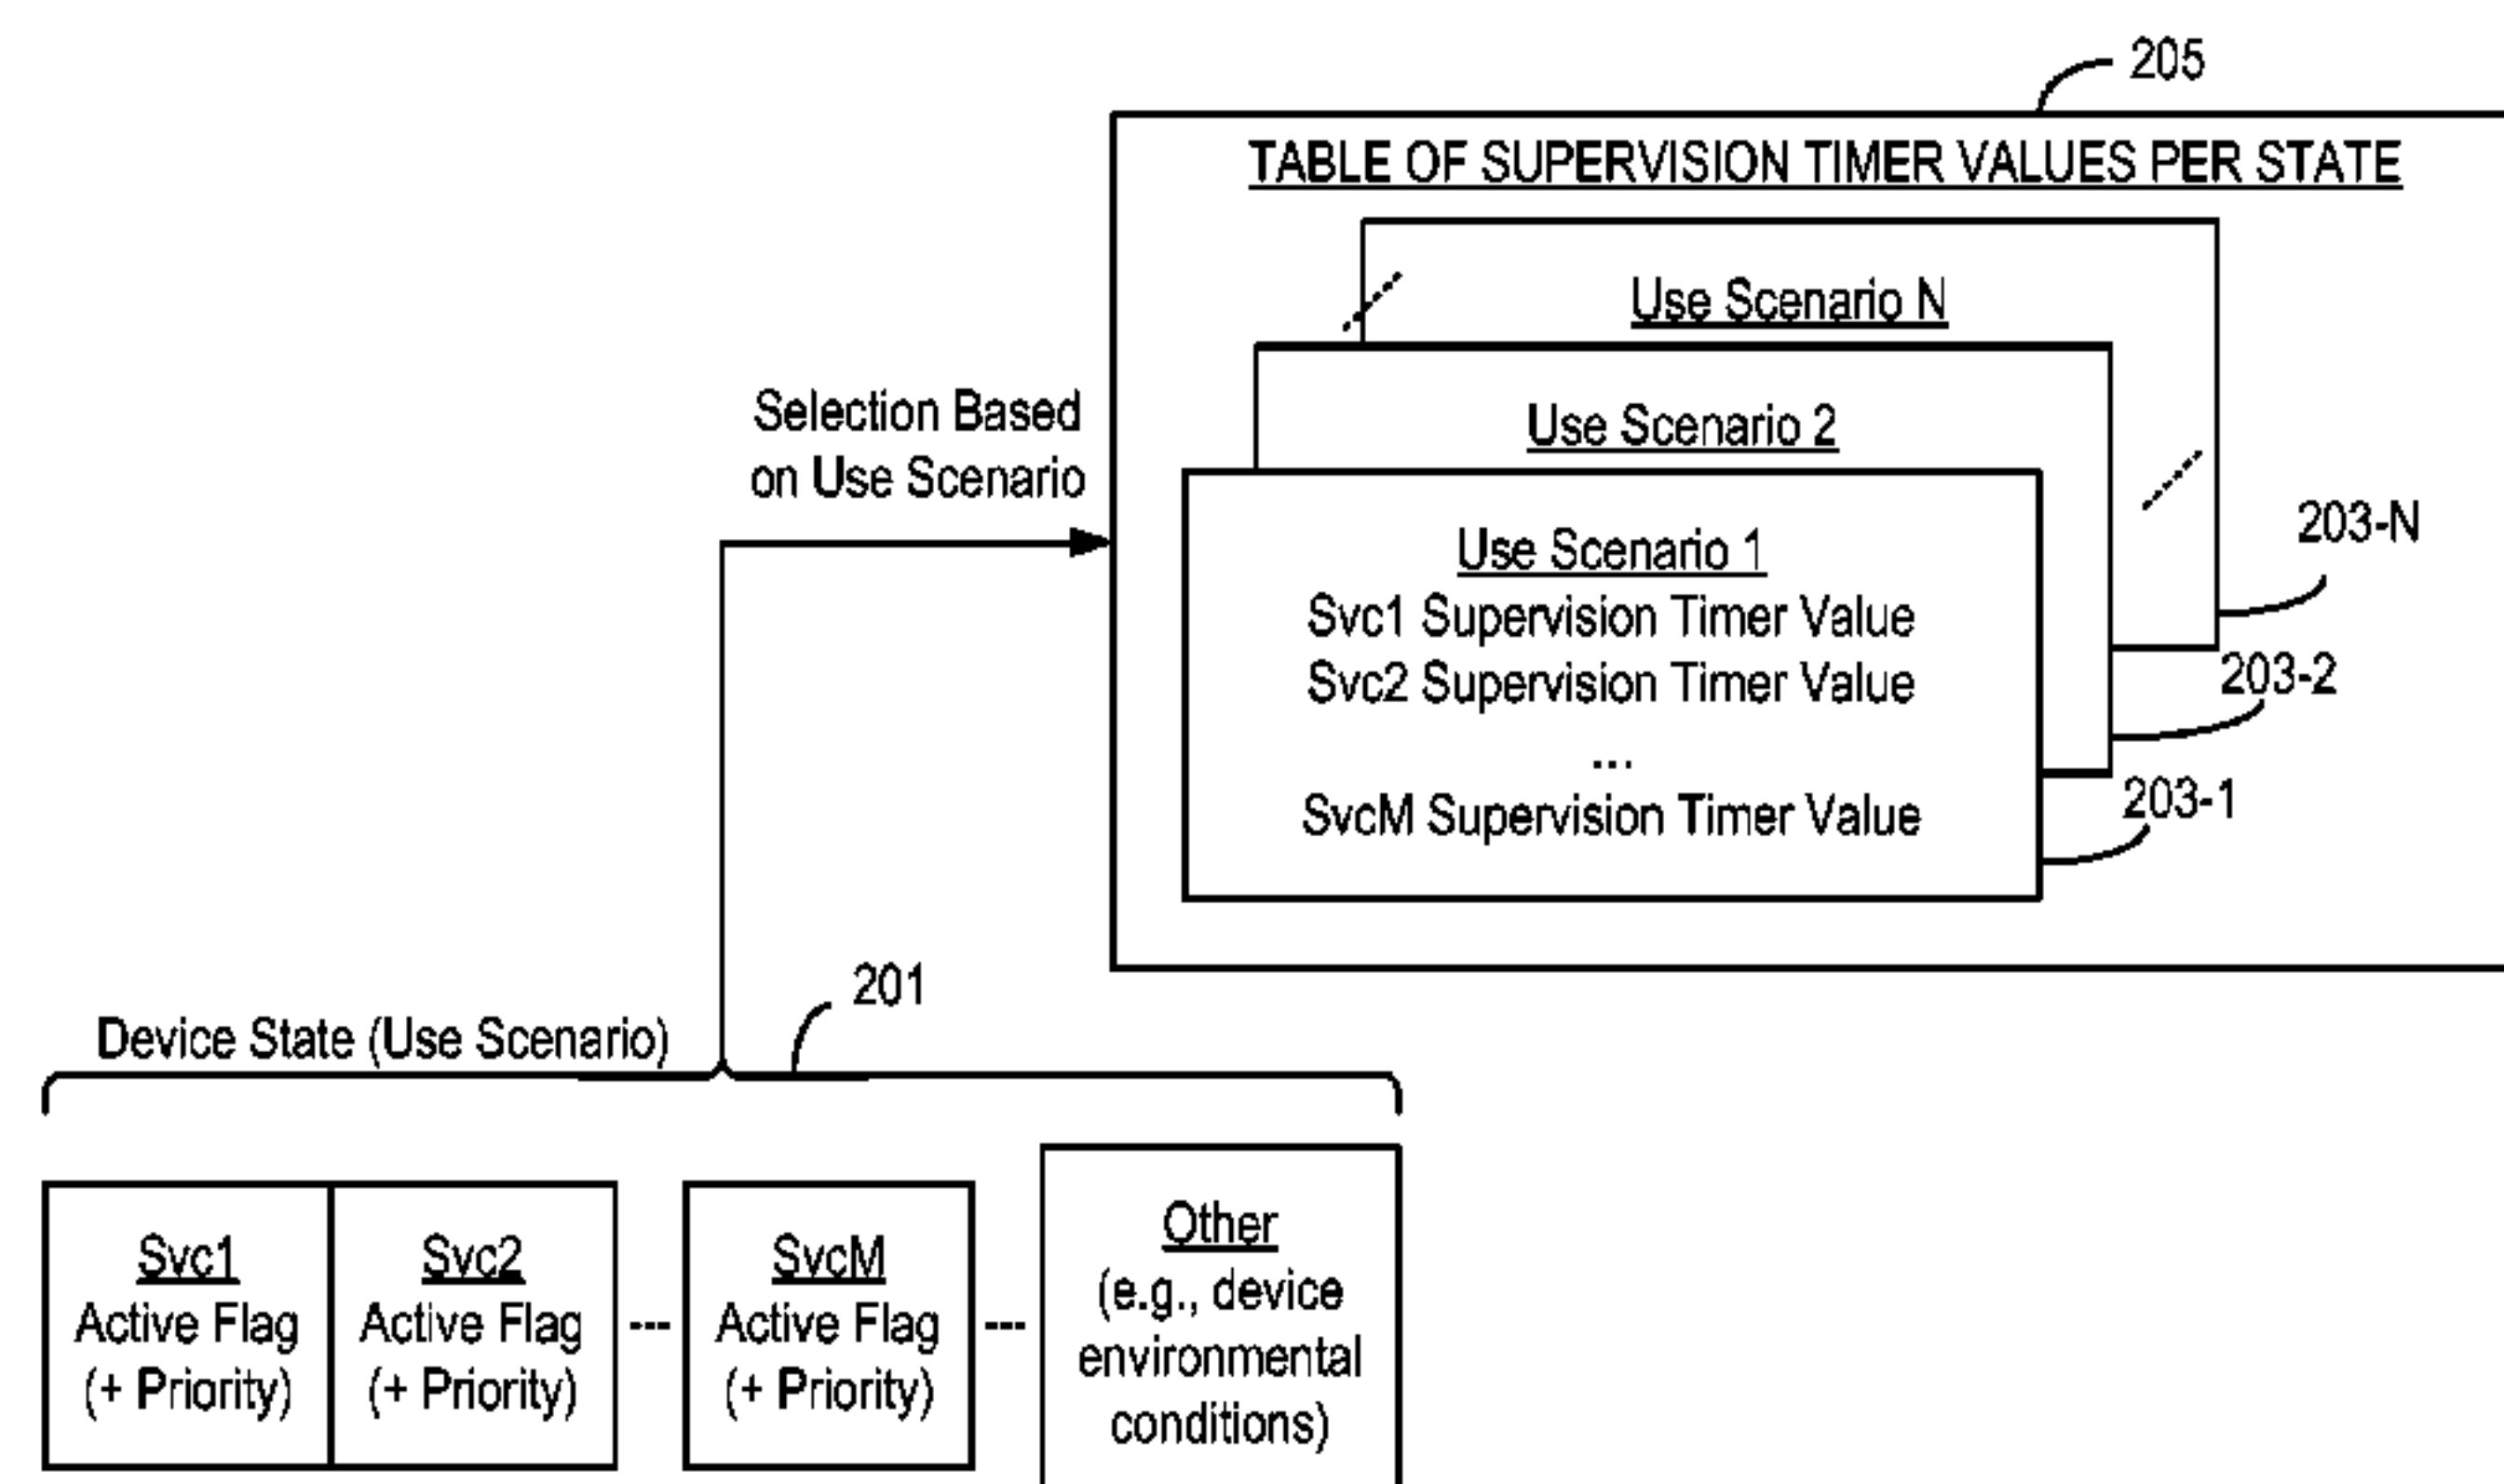 205
TABLE OF SUPERVISION TIMER VALUES PER STATE
Use Scenario N
Selection Based
on Use Scenario
Use Scenario 2
Use Scenario 1
Svc1 Supervision Timer Value
Svc2 Supervision Timer Value
...
SvcM Supervision Timer Value
203-N
203-2
203-1
201
Device State (Use Scenario)
Svc1
Active Flag
(+ Priority)
Svc2
Active Flag
(+ Priority)
---
SvcM
Active Flag
(+ Priority)
---
Other
(e.g., device
environmental
conditions)